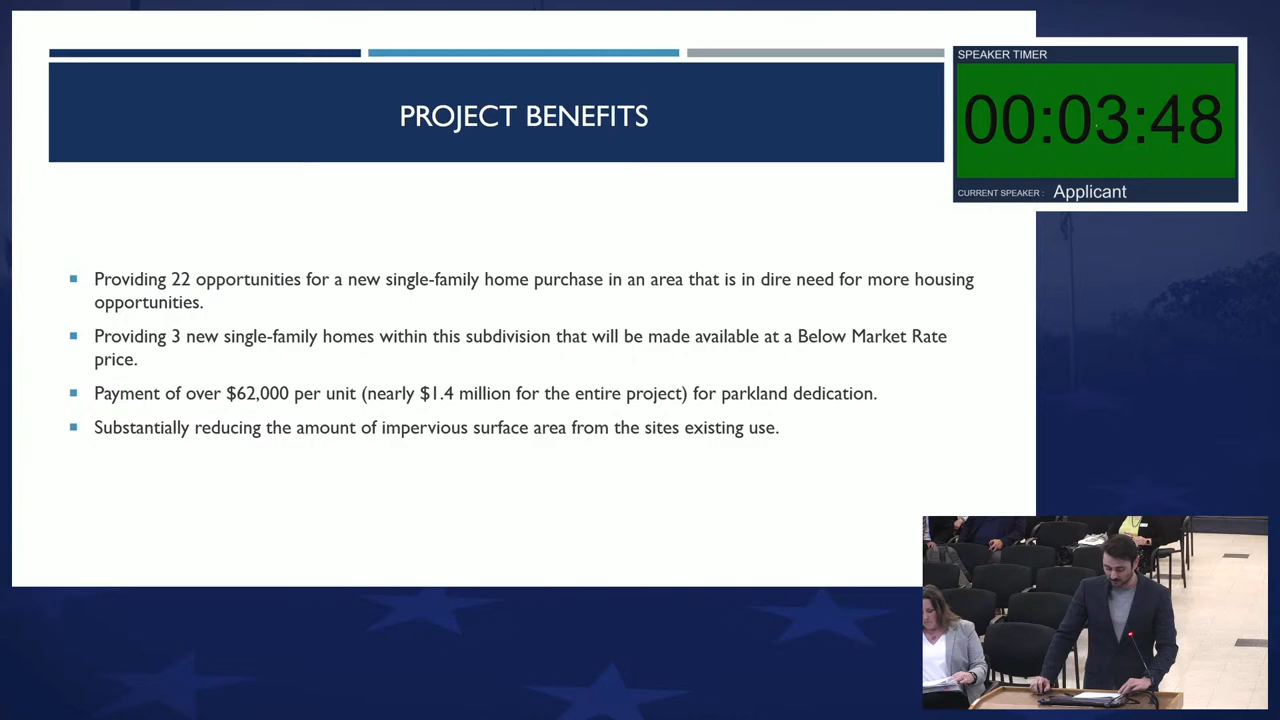 PROJECT BENEFITS
SPEAKER TIMER
00:03:48
CURRENT SPEAKER : Applicant
Providing 22 opportunities for a new single-family home purchase in an area that is in dire need for more housing
opportunities.
Providing 3 new single-family homes within this subdivision that will be made available at a Below Market Rate
price.
Payment of over $62,000 per unit (nearly $1.4 million for the entire project) for parkland dedication.
Substantially reducing the amount of impervious surface area from the sites existing use.